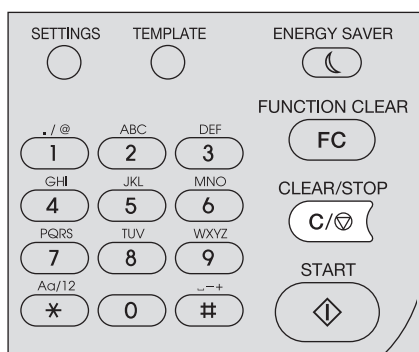 SETTINGS TEMPLATE ENERGY SAVER
FUNCTION CLEAR
FC
./@ ABC DEF
1 2 3
GHI JKL MNO
4 5 6
CLEAR/STOP
C/
PQRS TUV WXYZ
7 8 9
START
Aa/12 ⎵−+
* 0 #